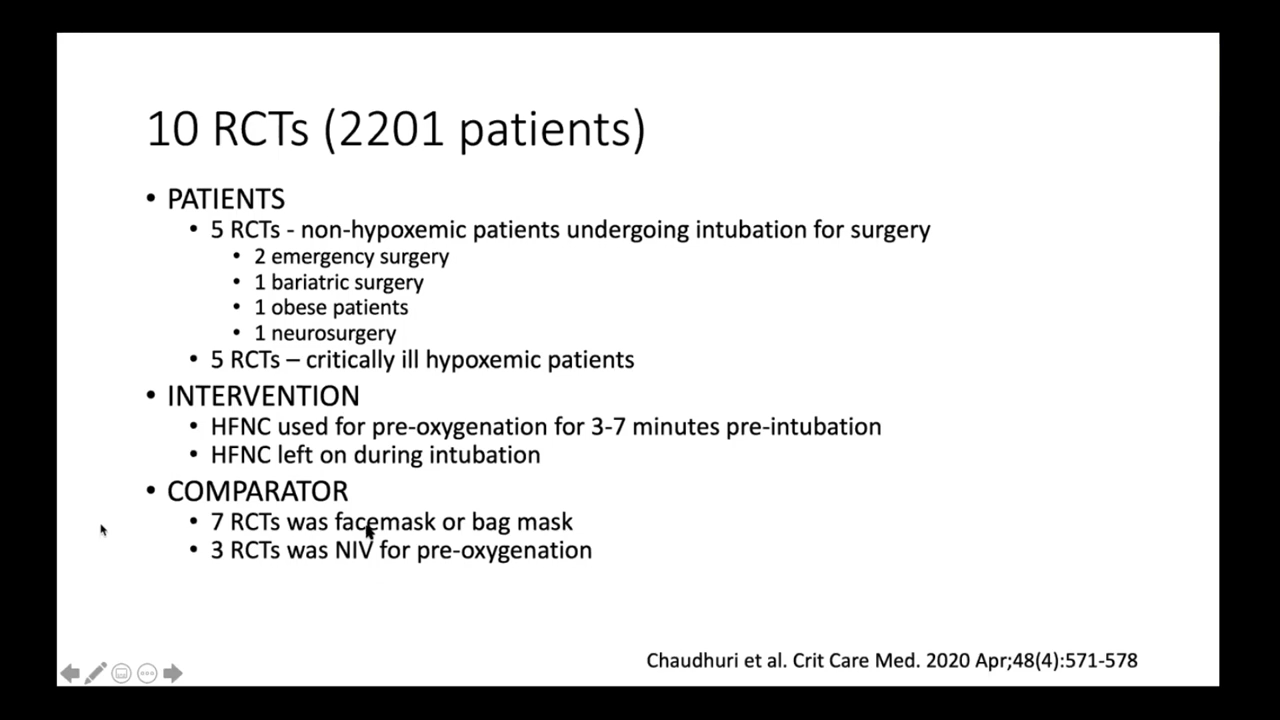 10 RCTs (2201 patients)
• PATIENTS
• 5 RCTs - non-hypoxemic patients undergoing intubation for surgery
• 2 emergency surgery
• 1 bariatric surgery
• 1 obese patients
• 1 neurosurgery
• 5 RCTs – critically ill hypoxemic patients
• INTERVENTION
• HFNC used for pre-oxygenation for 3-7 minutes pre-intubation
• HFNC left on during intubation
• COMPARATOR
• 7 RCTs was facemask or bag mask
• 3 RCTs was NIV for pre-oxygenation
Chaudhuri et al. Crit Care Med. 2020 Apr;48(4):571-578